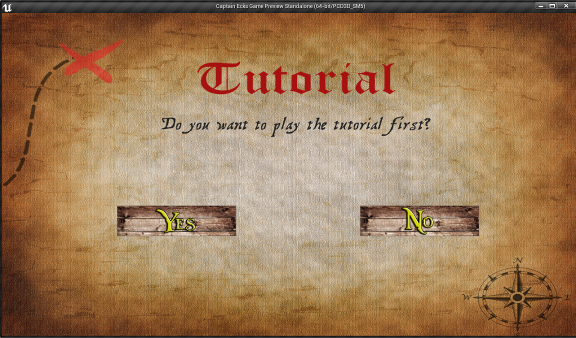 Captain Ecks Game Preview Standalone (64-bit/PCD3D_SM5)
Tutorial
Do you want to play the tutorial first?
Yes
No
N
W E
S